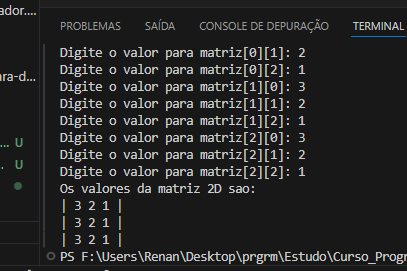 ador.
PROBLEMAS SAÍDA CONSOLE DE DEPURAÇÃO TERMINAL
Digite o valor para matriz[0][1]: 2
Digite o valor para matriz[0][2]: 1
Digite o valor para matriz[1][0]: 3
Digite o valor para matriz[1][1]: 2
Digite o valor para matriz[1][2]: 1
Digite o valor para matriz[2][0]: 3
Digite o valor para matriz[2][1]: 2
Digite o valor para matriz[2][2]: 1
Os valores da matriz 2D sao:
| 3 2 1 |
| 3 2 1 |
| 3 2 1 |
PS F:\Users\Renan\Desktop\prgrm\Estudo\Curso_Progr
ara-d...
... U
... U